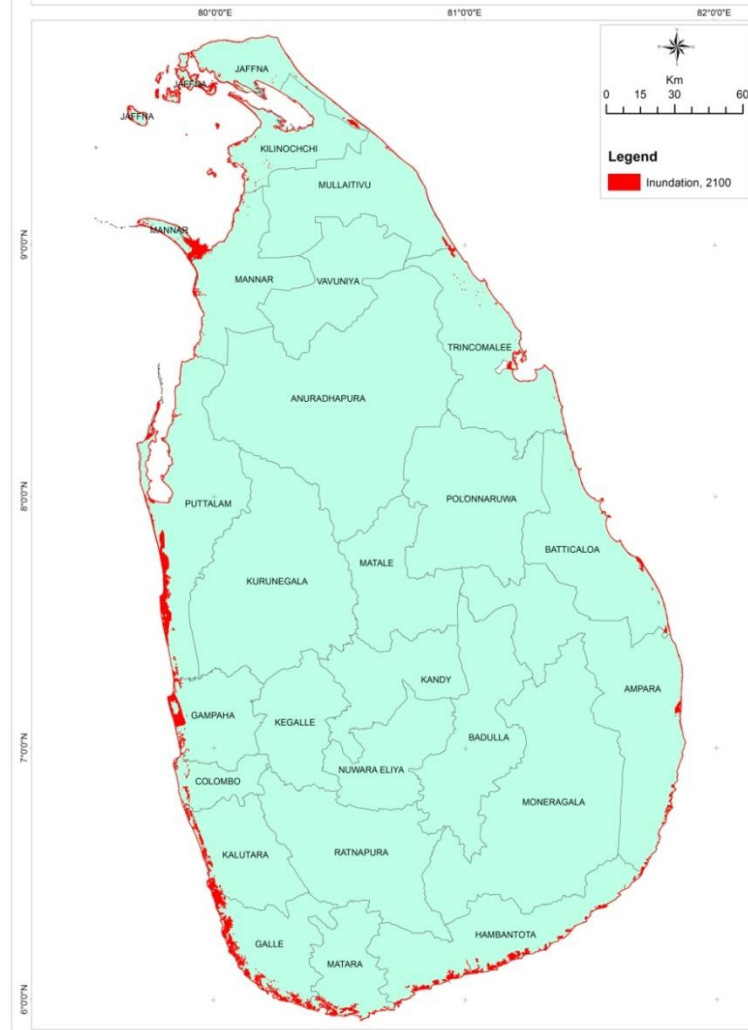 80°0'0"E 81°0'0"E 82°0'0"E
Km
0 15 30 60
Legend
Inundation, 2100
JAFFNA
JAFFNA
JAFFNA
KILINOCHCHI
MULLAITIVU
MANNAR
9°0'0"N
MANNAR
VAVUNIYA
TRINCOMALEE
ANURADHAPURA
8°0'0"N
PUTTALAM
POLONNARUWA
BATTICALOA
MATALE
KURUNEGALA
KANDY
AMPARA
GAMPAHA
KEGALLE
BADULLA
7°0'0"N
NUWARA ELIYA
COLOMBO
MONERAGALA
KALUTARA
RATNAPURA
HAMBANTOTA
GALLE
MATARA
6°0'0"N